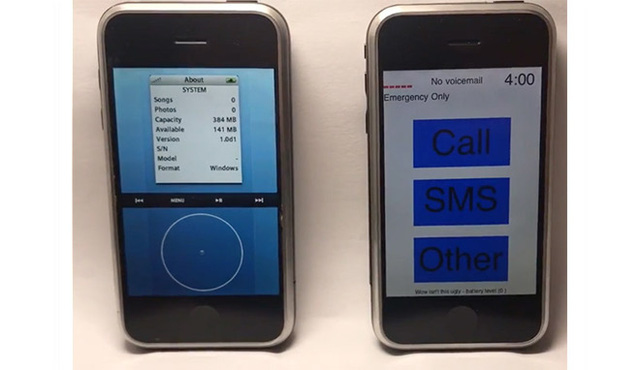 About
SYSTEM
Songs 0
Photos 0
Capacity 384 MB
Available 141 MB
Version 1.0d1
S/N
Model -
Format Windows
MENU
No voicemail 4:00
Emergency Only
Call
SMS
Other
Wow isn't this ugly - battery level (0 )